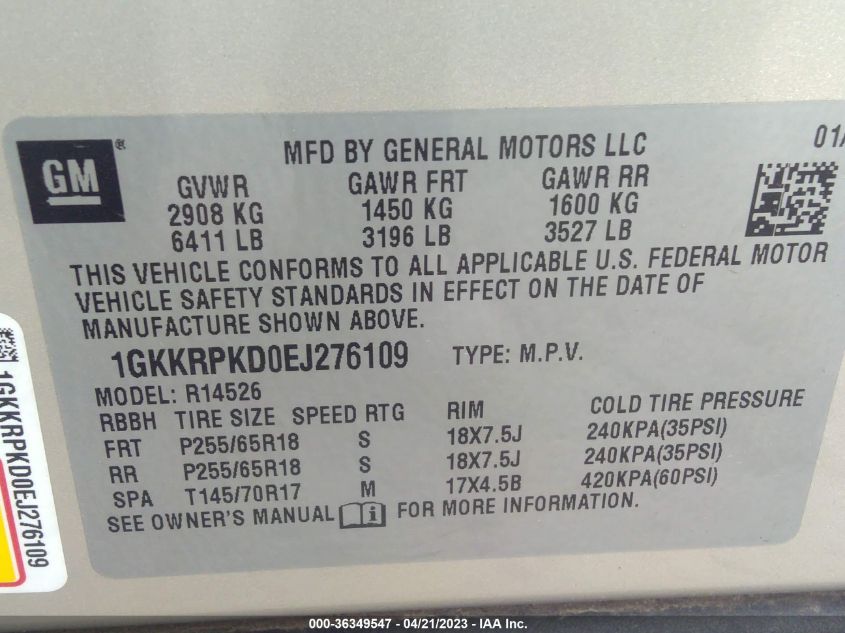 GM
®
MFD BY GENERAL MOTORS LLC
01/
GVWR GAWR FRT GAWR RR
2908 KG 1450 KG 1600 KG
6411 LB 3196 LB 3527 LB
THIS VEHICLE CONFORMS TO ALL APPLICABLE U.S. FEDERAL MOTOR
VEHICLE SAFETY STANDARDS IN EFFECT ON THE DATE OF
MANUFACTURE SHOWN ABOVE.
1GKKRPKD0EJ276109 TYPE: M.P.V.
MODEL: R14526
RBBH TIRE SIZE SPEED RTG RIM COLD TIRE PRESSURE
FRT P255/65R18 S 18X7.5J 240KPA(35PSI)
RR P255/65R18 S 18X7.5J 240KPA(35PSI)
SPA T145/70R17 M 17X4.5B 420KPA(60PSI)
SEE OWNER'S MANUAL i FOR MORE INFORMATION.
1GKKRPKD0EJ276109
000-36349547 / 04/21/2023 - IAA Inc.